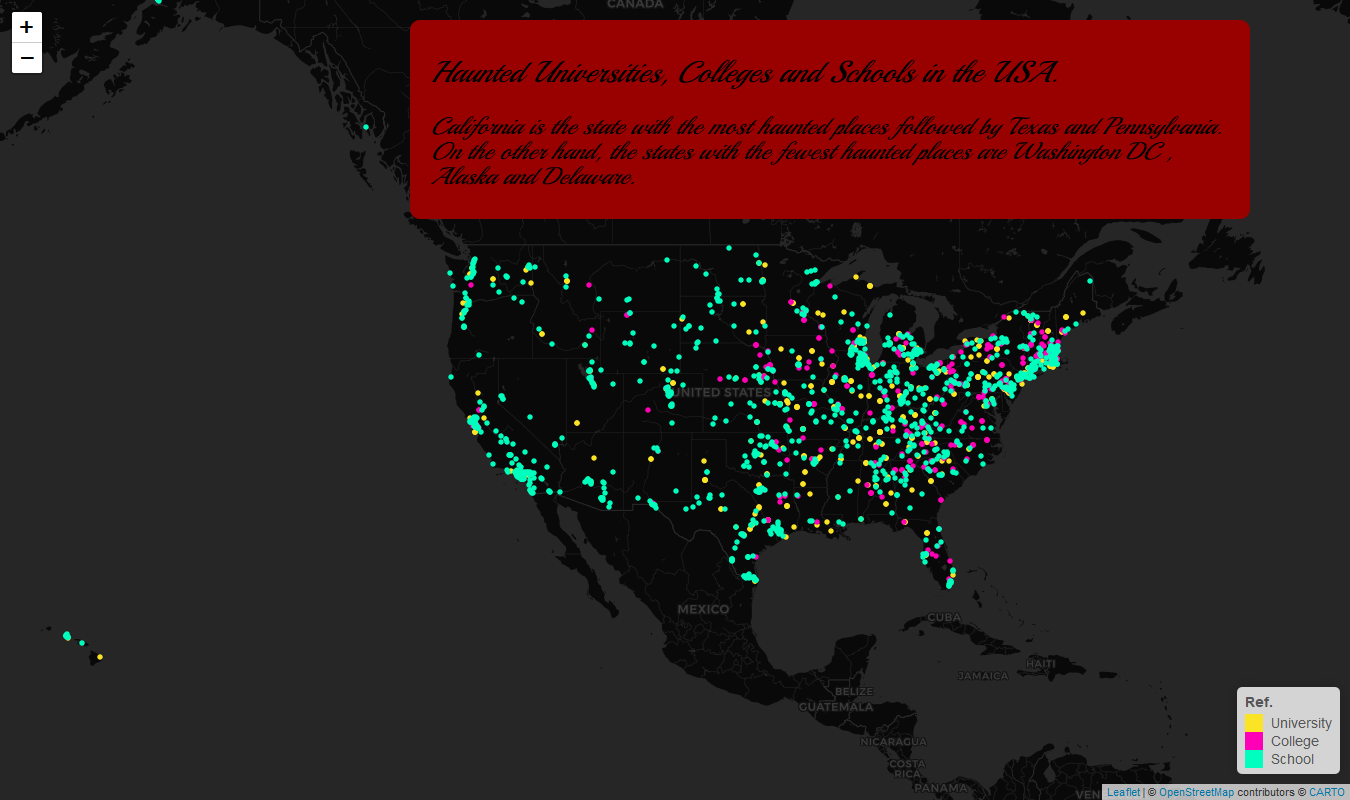 CANADA
+
−
Haunted Universities, Colleges and Schools in the USA.
California is the state with the most haunted places followed by Texas and Pennsylvania.
On the other hand, the states with the fewest haunted places are Washington DC ,
Alaska and Delaware.
UNITED STATES
MEXICO
CUBA
HAITI
JAMAICA
BELIZE
GUATEMALA
NICARAGUA
COSTA
RICA
PANAMA
VEN
Ref.
University
College
School
Leaflet | © OpenStreetMap contributors © CARTO